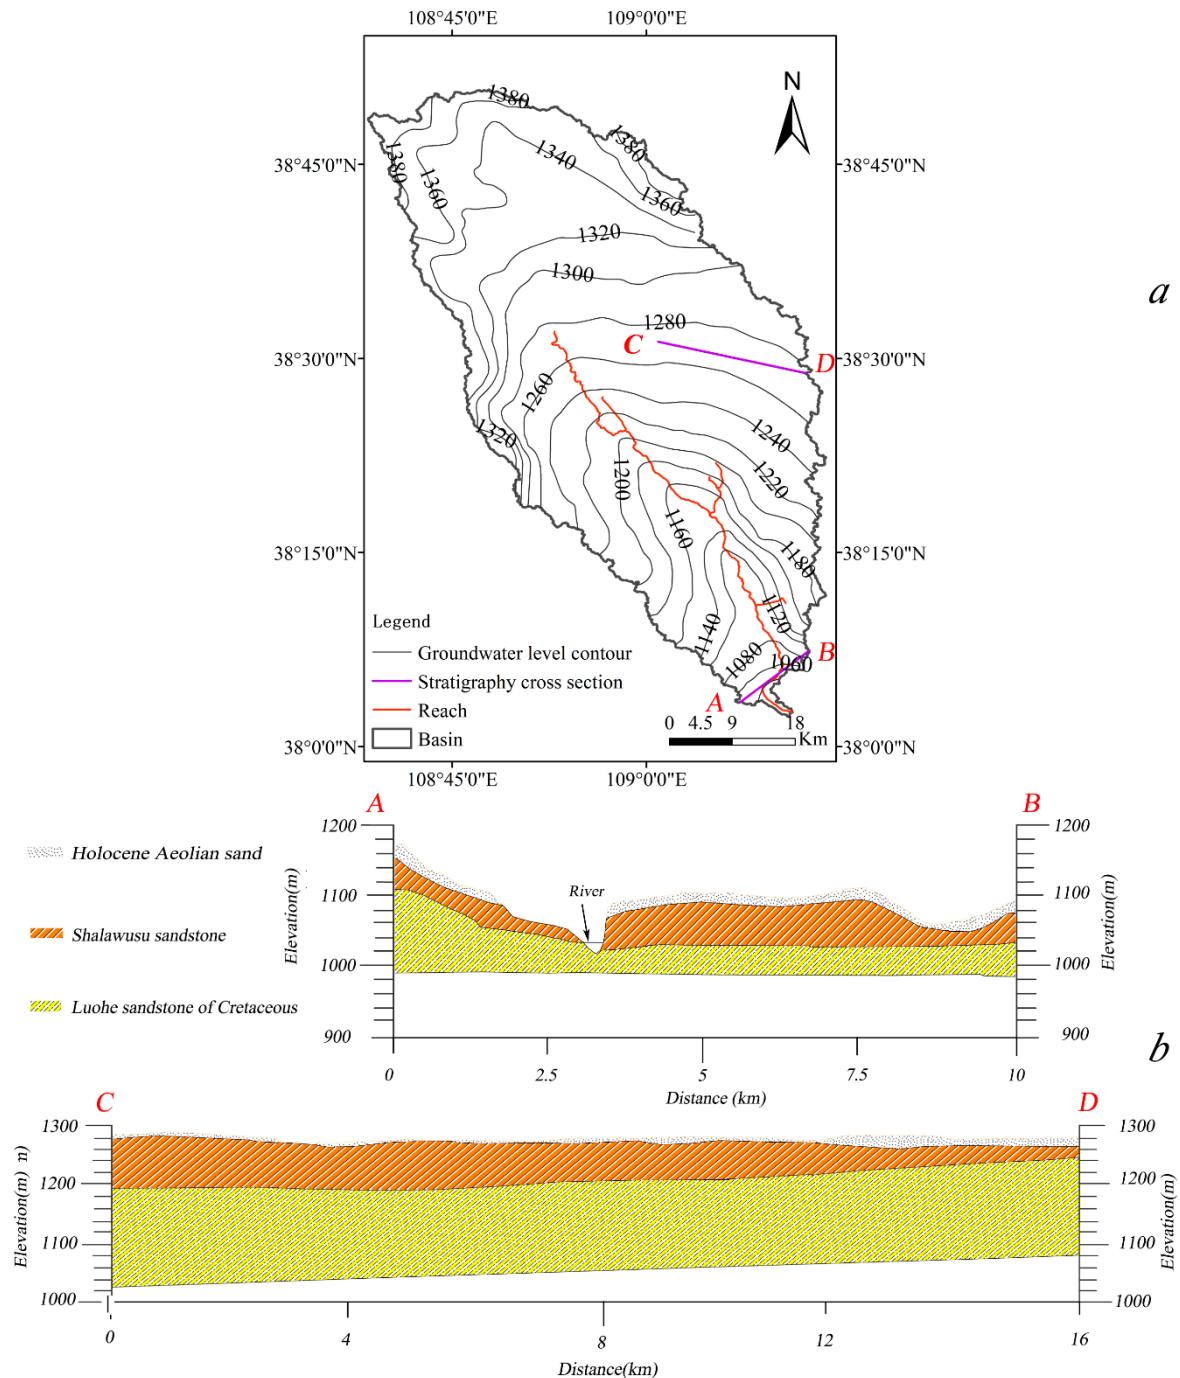 108°45'0"E 109°0'0"E
N
38°45'0"N 38°45'0"N
38°30'0"N 38°30'0"N
38°15'0"N 38°15'0"N
38°0'0"N 38°0'0"N
1380
1380
1380
1340
1360
1360
1320
1300
1280
C
D
1260
1320
1240
1220
1200
1160
1180
1120
1140
1080
1060
B
A
a
Legend
Groundwater level contour
Stratigraphy cross section
Reach
Basin
0 4.5 9 18
Km
108°45'0"E 109°0'0"E
A B
Holocene Aeolian sand
Shalawusu sandstone
Luohe sandstone of Cretaceous
1200 1200
1100 1100
1000 1000
900 900
Elevation(m) Elevation(m)
River
0 2.5 5 7.5 10
Distance (km)
b
C D
1300 1300
1200 1200
1100 1100
1000 1000
Elevation(m) n) Elevation(m)
0 4 8 12 16
Distance(km)